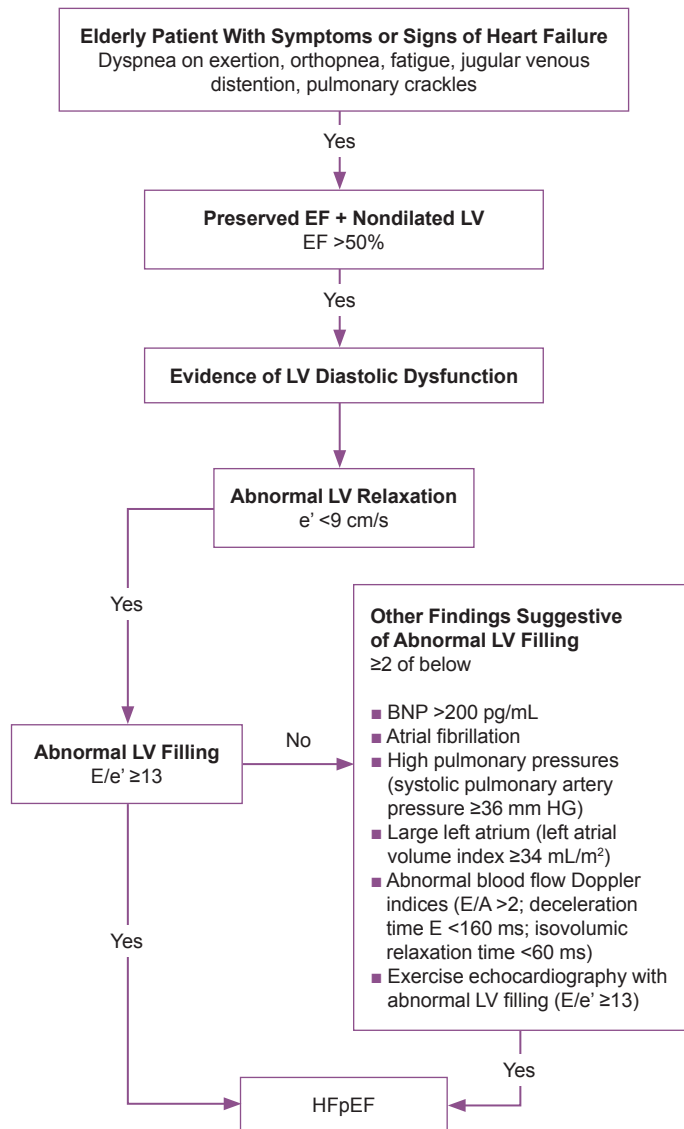 Elderly Patient With Symptoms or Signs of Heart Failure
Dyspnea on exertion, orthopnea, fatigue, jugular venous
distention, pulmonary crackles
Yes
Preserved EF + Nondilated LV
EF >50%
Yes
Evidence of LV Diastolic Dysfunction
Abnormal LV Relaxation
e’ <9 cm/s
Yes
Abnormal LV Filling
E/e’ ≥13
No
Other Findings Suggestive
of Abnormal LV Filling
≥2 of below
■ BNP >200 pg/mL
■ Atrial fibrillation
■ High pulmonary pressures
(systolic pulmonary artery
pressure ≥36 mm HG)
■ Large left atrium (left atrial
volume index ≥34 mL/m²)
■ Abnormal blood flow Doppler
indices (E/A >2; deceleration
time E <160 ms; isovolumic
relaxation time <60 ms)
■ Exercise echocardiography with
abnormal LV filling (E/e’ ≥13)
Yes
Yes
HFpEF